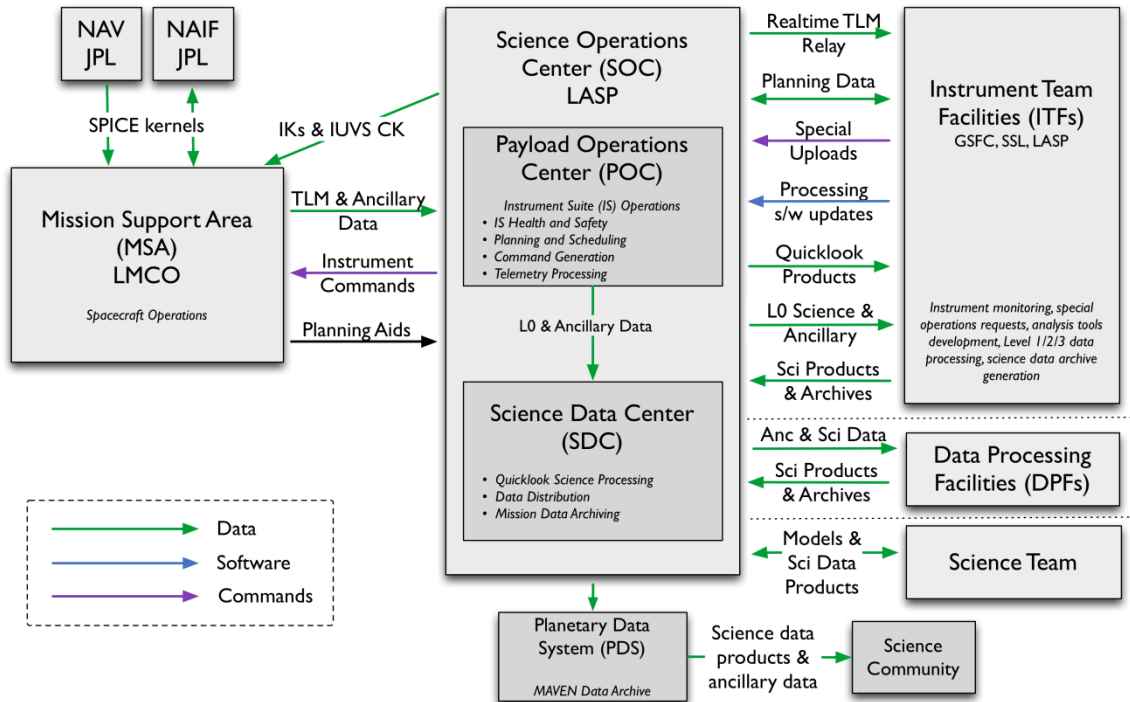 NAV
JPL
NAIF
JPL
SPICE kernels
Mission Support Area
(MSA)
LMCO
Spacecraft Operations
IKs & IUVS CK
TLM & Ancillary
Data
Instrument
Commands
Planning Aids
Science Operations
Center (SOC)
LASP
Payload Operations
Center (POC)
Instrument Suite (IS) Operations
• IS Health and Safety
• Planning and Scheduling
• Command Generation
• Telemetry Processing
L0 & Ancillary Data
Science Data Center
(SDC)
• Quicklook Science Processing
• Data Distribution
• Mission Data Archiving
Realtime TLM
Relay
Planning Data
Special
Uploads
Processing
s/w updates
Quicklook
Products
L0 Science &
Ancillary
Sci Products
& Archives
Instrument Team
Facilities (ITFs)
GSFC, SSL, LASP
Instrument monitoring, special
operations requests, analysis tools
development, Level 1/2/3 data
processing, science data archive
generation
Anc & Sci Data
Sci Products
& Archives
Data Processing
Facilities (DPFs)
Models &
Sci Data
Products
Science Team
Data
Software
Commands
Planetary Data
System (PDS)
MAVEN Data Archive
Science data
products &
ancillary data
Science
Community